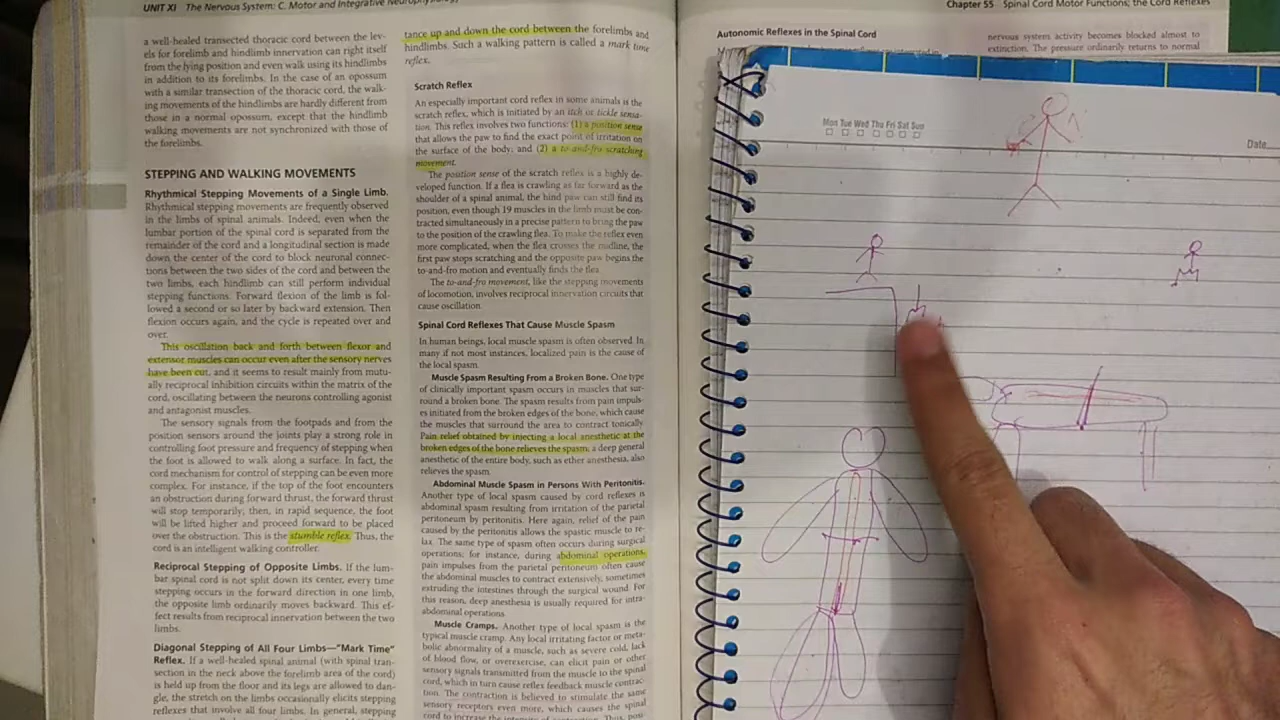 UNIT XI The Nervous System: C. Motor and Integrative Neurophysiology
a well-healed transected thoracic cord between the lev-
els for forelimb and hindlimb innervation can right itself
from the lying position and even walk using its hindlimbs
in addition to its forelimbs. In the case of an opossum
with a similar transection of the thoracic cord, the walk-
ing movements of the hindlimbs are hardly different from
those in a normal opossum, except that the hindlimb
walking movements are not synchronized with those of
the forelimbs.
STEPPING AND WALKING MOVEMENTS
Rhythmical Stepping Movements of a Single Limb.
Rhythmical stepping movements are frequently observed
in the limbs of spinal animals. Indeed, even when the
lumbar portion of the spinal cord is separated from the
remainder of the cord and a longitudinal section is made
down the center of the cord to block neuronal connec-
tions between the two sides of the cord and between the
two limbs, each hindlimb can still perform individual
stepping functions. Forward flexion of the limb is fol-
lowed a second or so later by backward extension. Then
flexion occurs again, and the cycle is repeated over and
over.
This oscillation back and forth between flexor and
extensor muscles can occur even after the sensory nerves
have been cut, and it seems to result mainly from mutu-
ally reciprocal inhibition circuits within the matrix of the
cord, oscillating between the neurons controlling agonist
and antagonist muscles.
The sensory signals from the footpads and from the
position sensors around the joints play a strong role in
controlling foot pressure and frequency of stepping when
the foot is allowed to walk along a surface. In fact, the
cord mechanism for control of stepping can be even more
complex. For instance, if the top of the foot encounters
an obstruction during forward thrust, the forward thrust
will stop temporarily; then, in rapid sequence, the foot
will be lifted higher and proceed forward to be placed
over the obstruction. This is the stumble reflex. Thus, the
cord is an intelligent walking controller.
Reciprocal Stepping of Opposite Limbs. If the lum-
bar spinal cord is not split down its center, every time
stepping occurs in the forward direction in one limb,
the opposite limb ordinarily moves backward. This ef-
fect results from reciprocal innervation between the two
limbs.
Diagonal Stepping of All Four Limbs—"Mark Time"
Reflex. If a well-healed spinal animal (with spinal tran-
section in the neck above the forelimb area of the cord)
is held up from the floor and its legs are allowed to dan-
gle, the stretch on the limbs occasionally elicits stepping
reflexes that involve all four limbs. In general, stepping
tance up and down the cord between the forelimbs and
hindlimbs. Such a walking pattern is called a mark time
reflex.
Scratch Reflex
An especially important cord reflex in some animals is the
scratch reflex, which is initiated by an itch or tickle sensa-
tion. This reflex involves two functions: (1) a position sense
that allows the paw to find the exact point of irritation on
the surface of the body; and (2) a to-and-fro scratching
movement.
The position sense of the scratch reflex is a highly de-
veloped function. If a flea is crawling as far forward as the
shoulder of a spinal animal, the hind paw can still find its
position, even though 19 muscles in the limb must be con-
tracted simultaneously in a precise pattern to bring the paw
to the position of the crawling flea. To make the reflex even
more complicated, when the flea crosses the midline, the
first paw stops scratching and the opposite paw begins the
to-and-fro motion and eventually finds the flea.
The to-and-fro movement, like the stepping movements
of locomotion, involves reciprocal innervation circuits that
cause oscillation.
Spinal Cord Reflexes That Cause Muscle Spasm
In human beings, local muscle spasm is often observed. In
many if not most instances, localized pain is the cause of
the local spasm.
Muscle Spasm Resulting From a Broken Bone. One type
of clinically important spasm occurs in muscles that sur-
round a broken bone. The spasm results from pain impuls-
es initiated from the broken edges of the bone, which cause
the muscles that surround the area to contract tonically.
Pain relief obtained by injecting a local anesthetic at the
broken edges of the bone relieves the spasm; a deep general
anesthetic of the entire body, such as ether anesthesia, also
relieves the spasm.
Abdominal Muscle Spasm in Persons With Peritonitis.
Another type of local spasm caused by cord reflexes is
abdominal spasm resulting from irritation of the parietal
peritoneum by peritonitis. Here again, relief of the pain
caused by the peritonitis allows the spastic muscle to re-
lax. The same type of spasm often occurs during surgical
operations; for instance, during abdominal operations,
pain impulses from the parietal peritoneum often cause
the abdominal muscles to contract extensively, sometimes
extruding the intestines through the surgical wound. For
this reason, deep anesthesia is usually required for intra-
abdominal operations.
Muscle Cramps. Another type of local spasm is the
typical muscle cramp. Any local irritating factor or meta-
bolic abnormality of a muscle, such as severe cold, lack
of blood flow, or overexercise, can elicit pain or other
sensory signals transmitted from the muscle to the spinal
cord, which in turn cause reflex feedback muscle contrac-
tion. The contraction is believed to stimulate the same
sensory receptors even more, which causes the spinal
cord to increase the intensity of contraction. Thus, posi-
Chapter 55 Spinal Cord Motor Functions; the Cord Reflexes
Autonomic Reflexes in the Spinal Cord
nervous system activity becomes blocked almost to
extinction. The pressure ordinarily returns to normal
Mon Tue Wed Thu Fri Sat Sun
Date